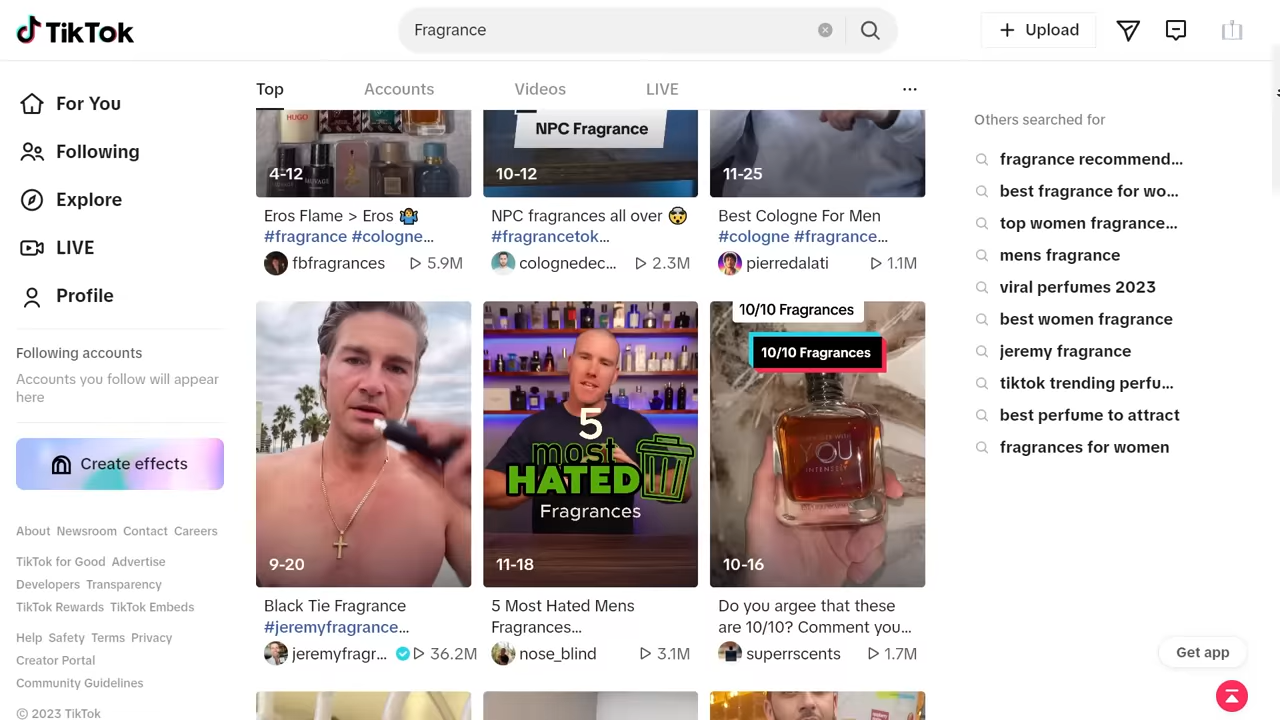 TikTok
Fragrance
Upload
For You
Following
Explore
LIVE
Profile
Following accounts
Accounts you follow will appear
here
Create effects
About Newsroom Contact Careers
TikTok for Good Advertise
Developers Transparency
TikTok Rewards TikTok Embeds
Help Safety Terms Privacy
Creator Portal
Community Guidelines
© 2023 TikTok
Top Accounts Videos LIVE ...
HUGO
SAUVAGE
4-12
Eros Flame > Eros 🤷‍♂️
#fragrance #cologne...
fbfragrances 5.9M
NPC Fragrance
10-12
NPC fragrances all over 🤯
#fragrancetok...
colognedec... 2.3M
11-25
Best Cologne For Men
#cologne #fragrance...
pierredalati 1.1M
9-20
Black Tie Fragrance
#jeremyfragrance...
jeremyfragr... 36.2M
5
most
HATED
Fragrances
11-18
5 Most Hated Mens
Fragrances...
nose_blind 3.1M
10/10 Fragrances
10/10 Fragrances
YOU
INTENSELY
10-16
Do you argee that these
are 10/10? Comment you...
superrscents 1.7M
Others searched for
fragrance recommend...
best fragrance for wo...
top women fragrance...
mens fragrance
viral perfumes 2023
best women fragrance
jeremy fragrance
tiktok trending perfu...
best perfume to attract
fragrances for women
Get app